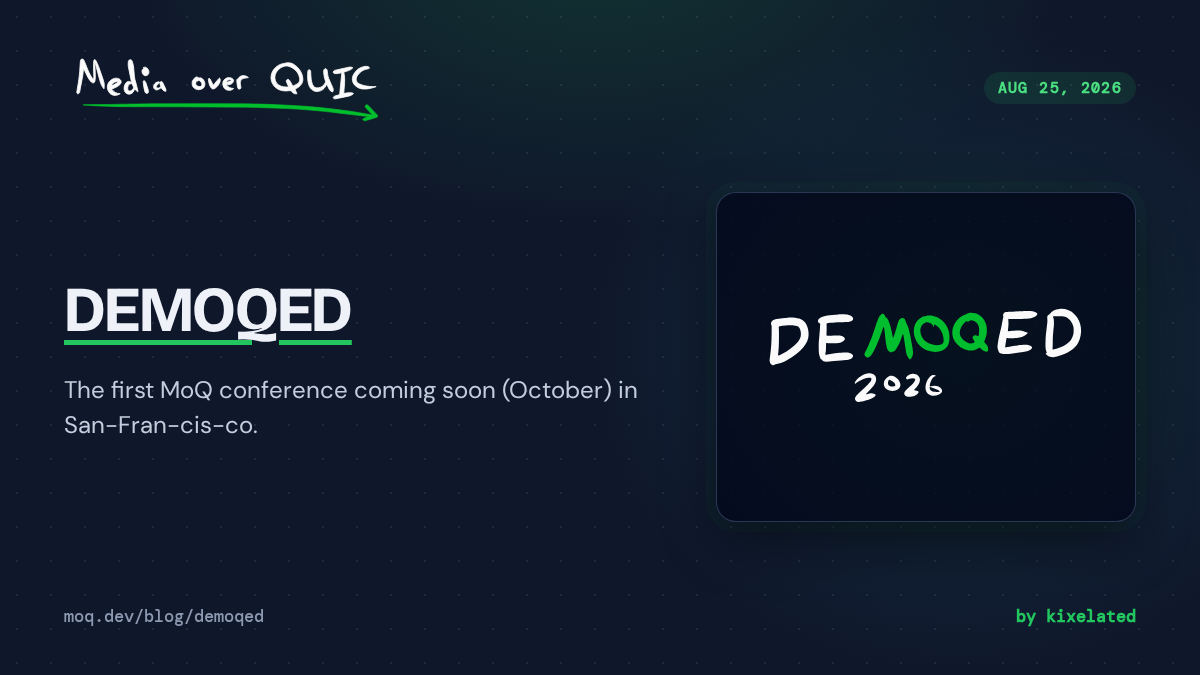 Media over QUIC
AUG 25, 2026
DEMOQED
The first MoQ conference coming soon (October) in
San-Fran-cis-co.
DEMOQED
2026
moq.dev/blog/demoqed
by kixelated